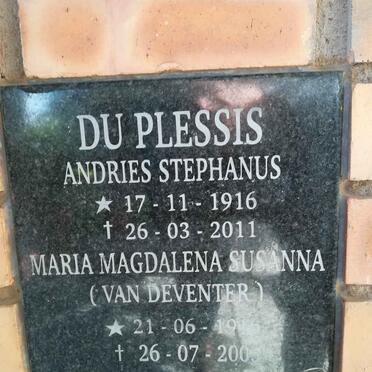 DU PLESSIS
ANDRIES STEPHANUS
★ 17 - 11 - 1916
† 26 - 03 - 2011
MARIA MAGDALENA SUSANNA
( VAN DEVENTER )
★ 21 - 06 -
† 26 - 07 -